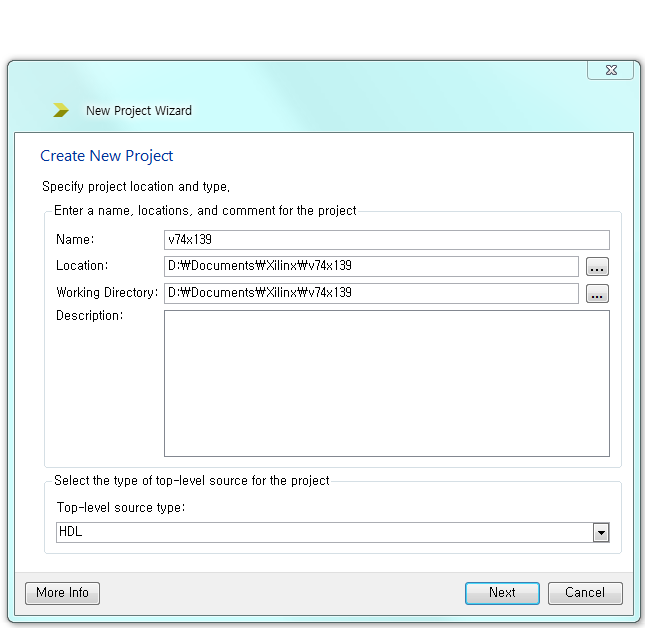 New Project Wizard
Create New Project
Specify project location and type.
Enter a name, locations, and comment for the project
Name: v74x139
Location: D:₩Documents₩Xilinx₩v74x139 ...
Working Directory: D:₩Documents₩Xilinx₩v74x139 ...
Description:
Select the type of top-level source for the project
Top-level source type:
HDL
More Info Next Cancel